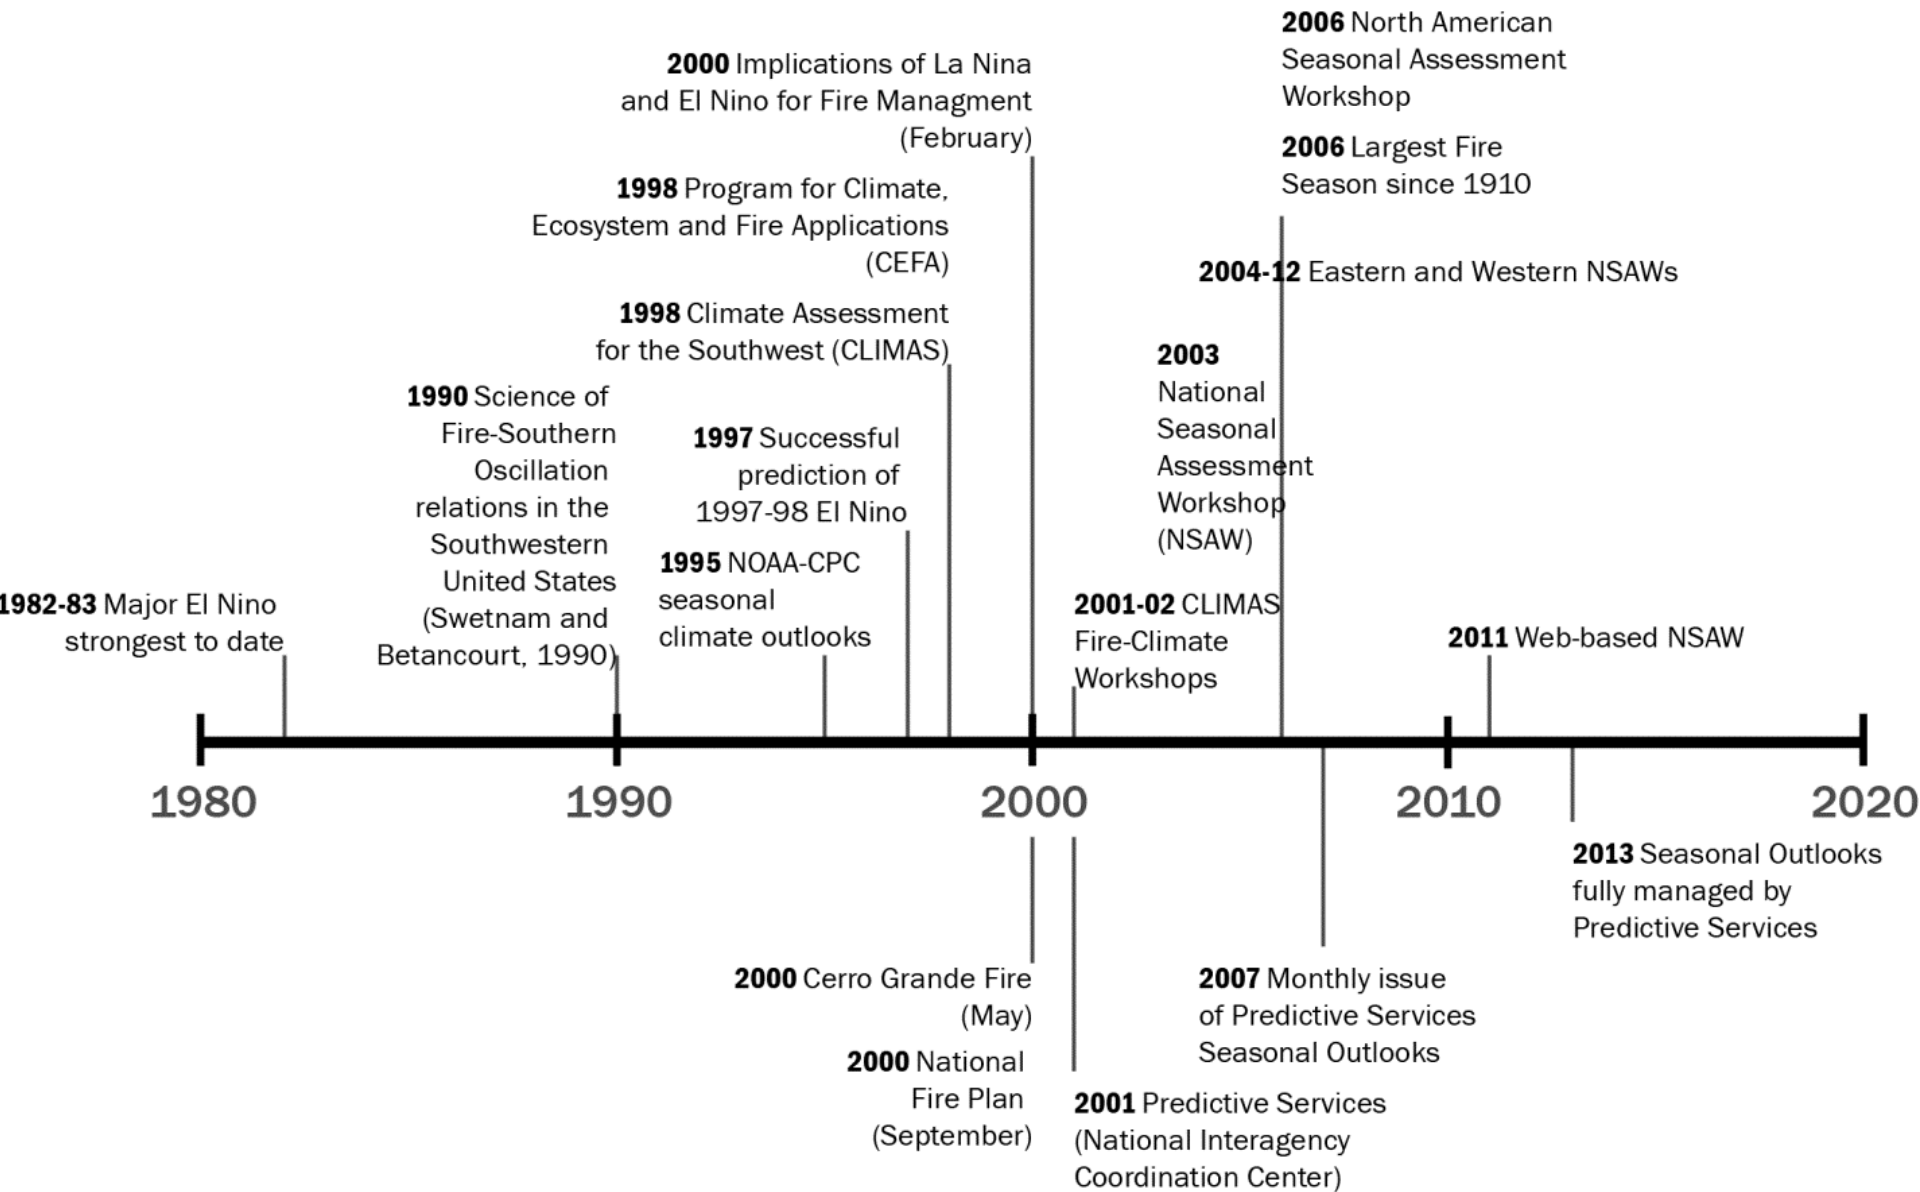 2006 North American
Seasonal Assessment
Workshop
2000 Implications of La Nina
and El Nino for Fire Managment
(February)
2006 Largest Fire
Season since 1910
1998 Program for Climate,
Ecosystem and Fire Applications
(CEFA)
2004-12 Eastern and Western NSAWs
1998 Climate Assessment
for the Southwest (CLIMAS)
2003
National
Seasonal
Assessment
Workshop
(NSAW)
1990 Science of
Fire-Southern
Oscillation
relations in the
Southwestern
United States
(Swetnam and
Betancourt, 1990)
1997 Successful
prediction of
1997-98 El Nino
1995 NOAA-CPC
seasonal
climate outlooks
1982-83 Major El Nino
strongest to date
2001-02 CLIMAS
Fire-Climate
Workshops
2011 Web-based NSAW
1980
1990
2000
2010
2020
2013 Seasonal Outlooks
fully managed by
Predictive Services
2000 Cerro Grande Fire
(May)
2007 Monthly issue
of Predictive Services
Seasonal Outlooks
2000 National
Fire Plan
(September)
2001 Predictive Services
(National Interagency
Coordination Center)